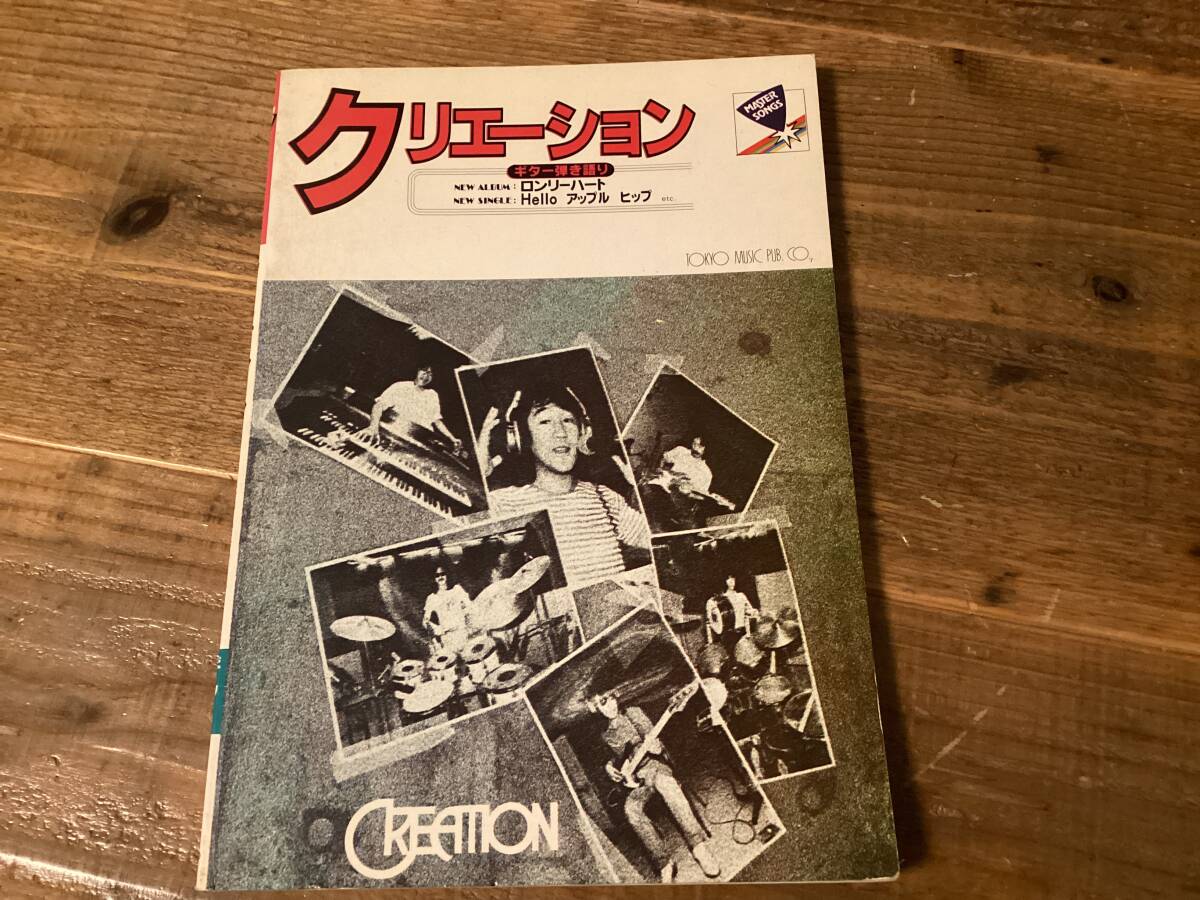 クリエーション
MASTER
SONGS
ギター弾き語り
NEW ALBUM : ロンリーハート
NEW SINGLE : Hello アップル ヒップ etc.
TOKYO MUSIC PUB. CO.,
CREATION